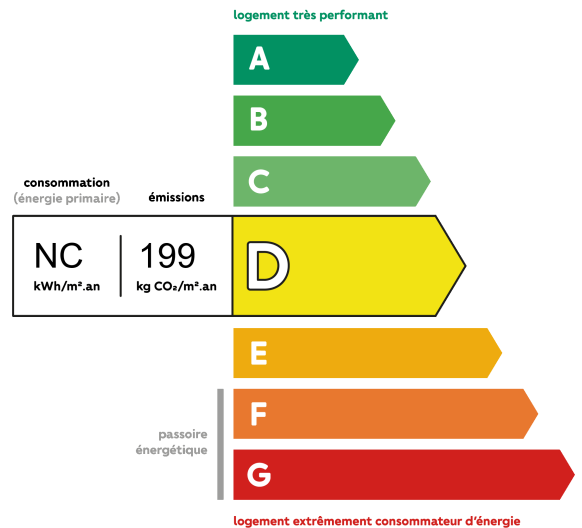 logement très performant
A
B
C
consommation
(énergie primaire)
émissions
NC
199
kWh/m².an
kg CO₂/m².an
D
E
F
passoire
énergétique
G
logement extrêmement consommateur d'énergie